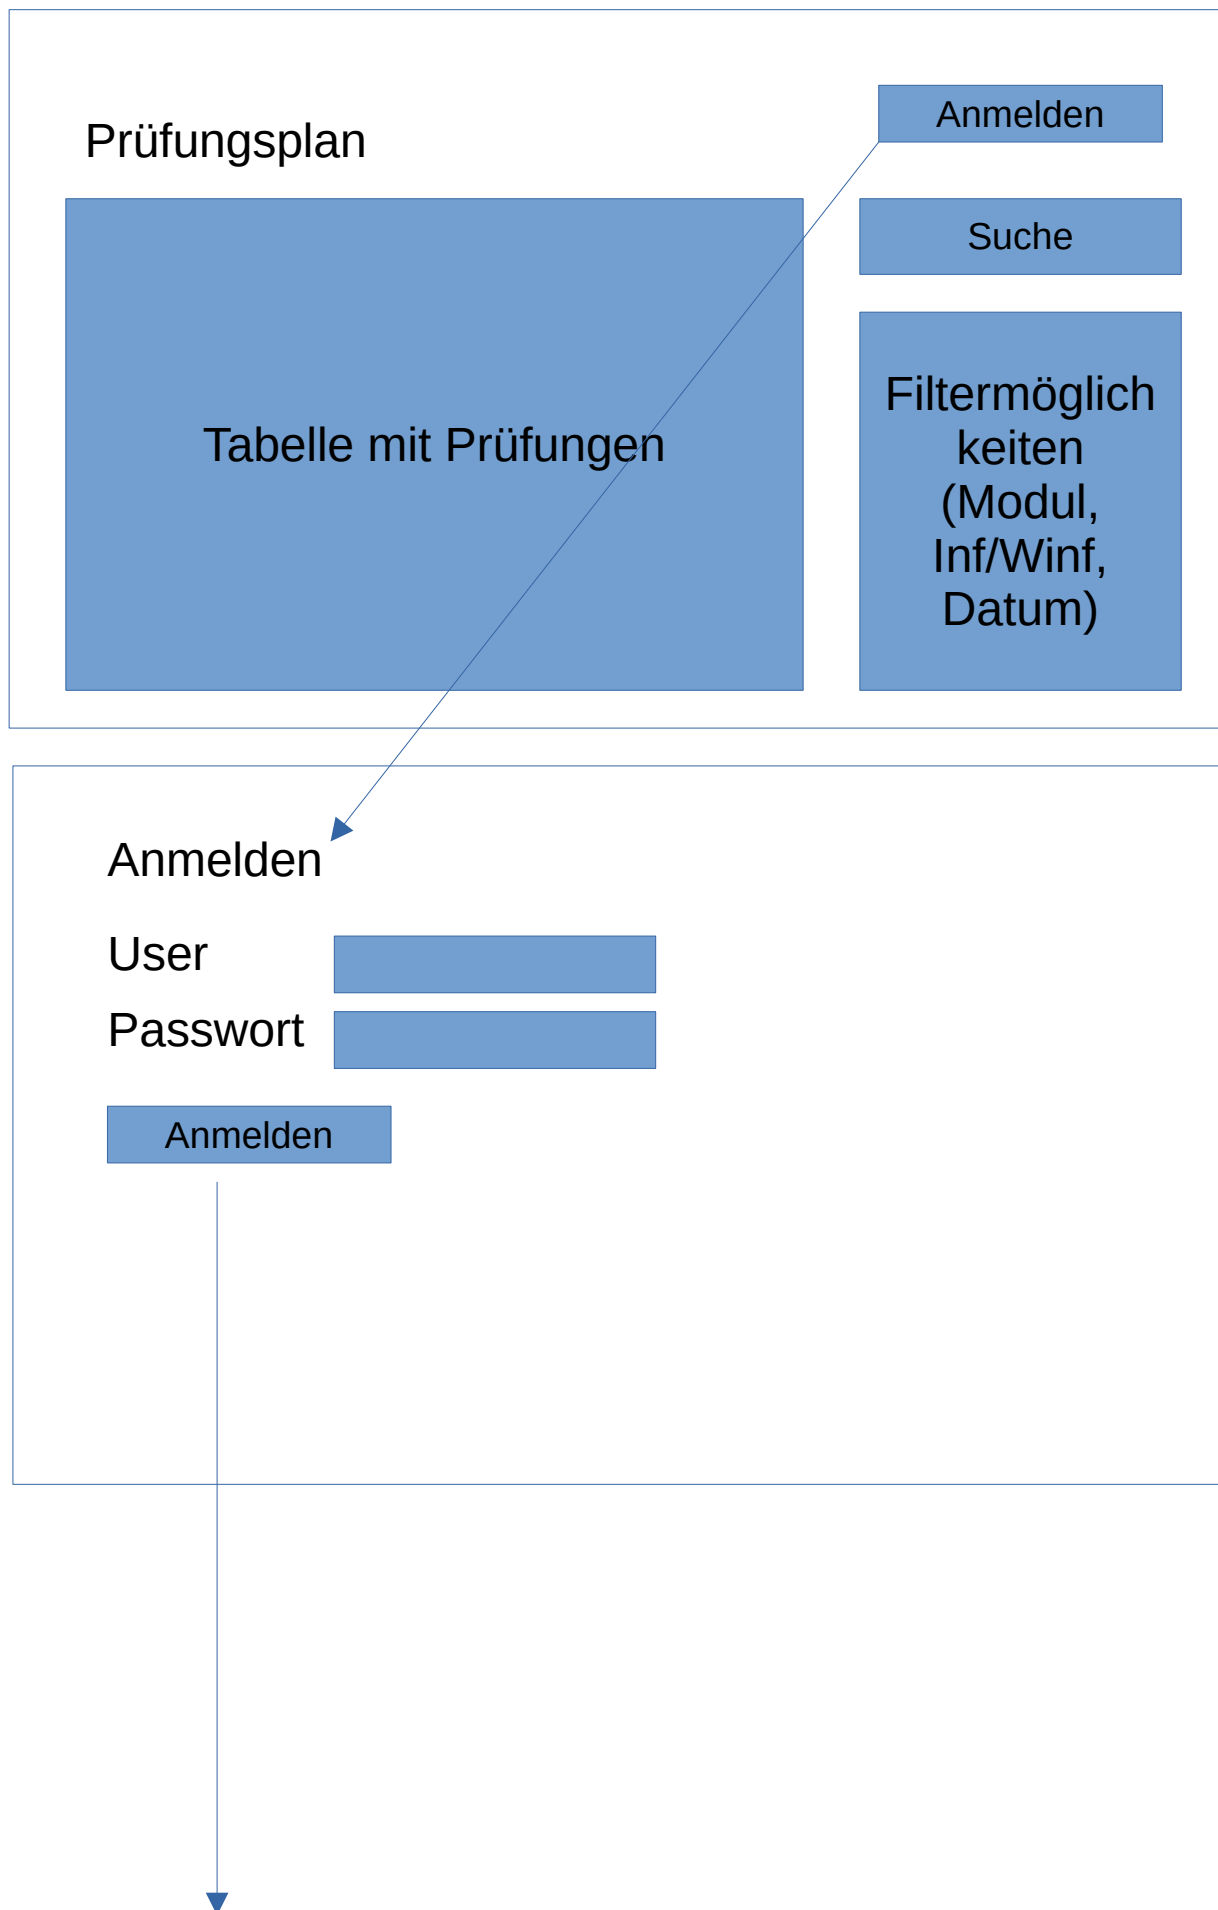 Prüfungsplan
Anmelden
Suche
Tabelle mit Prüfungen
Filtermöglich
keiten
(Modul,
Inf/Winf,
Datum)
Anmelden
User
Passwort
Anmelden